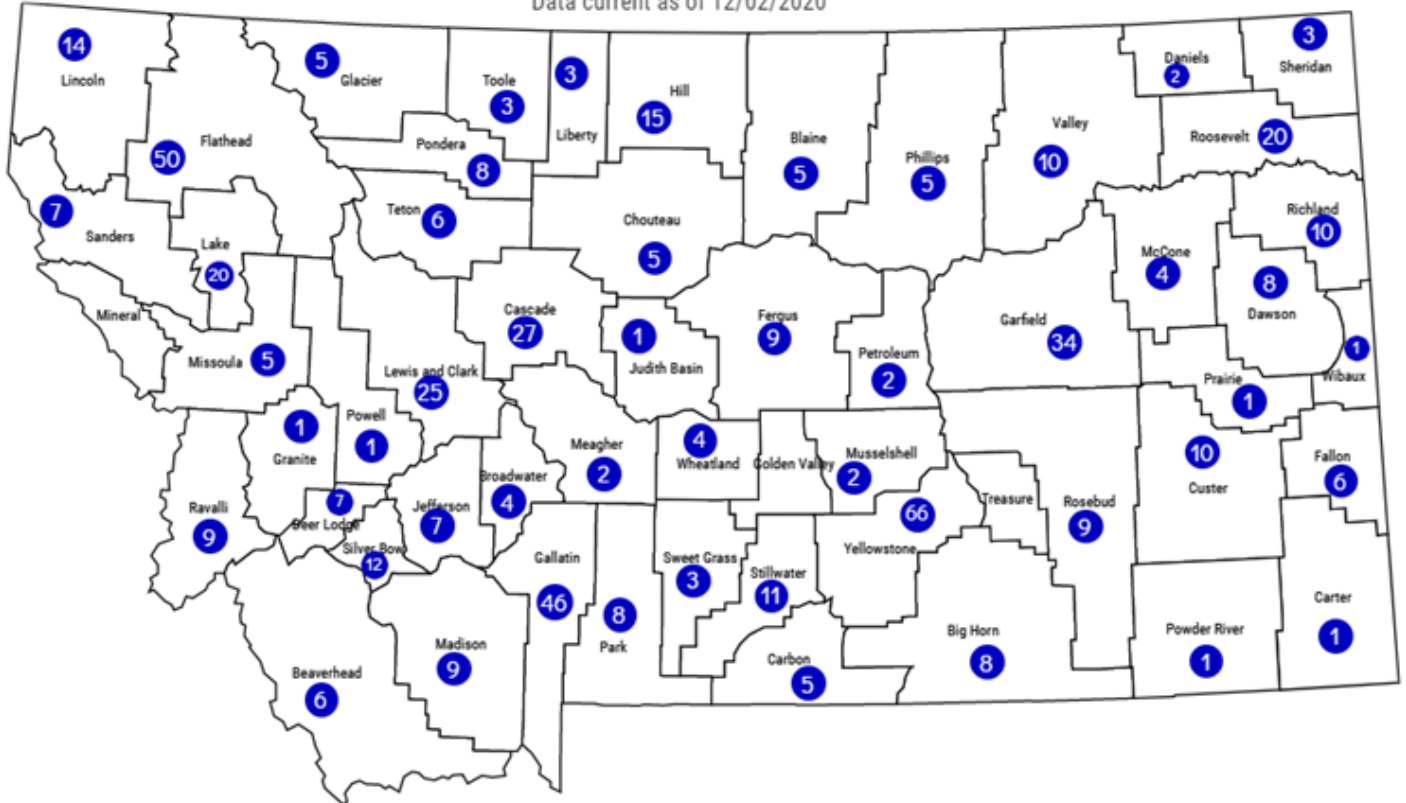 Data current as of 12/02/2020
14
Lincoln
5
Glacier
Toole
3
3
Liberty
Hill
15
Blaine
5
Phillips
5
Valley
10
Daniels
2
3
Sheridan
Roosevelt 20
Flathead
50
Pondera
8
7
Sanders
Lake
20
Teton 6
Chouteau
5
Richland
10
McCone
4
8
Dawson
1
Wibaux
Mineral
Missoula 5
Cascade
27
1
Judith Basin
Fergus
9
Petroleum
2
Garfield
34
Prairie
1
Lewis and Clark
25
1
Granite
Powell
1
Meagher
2
4
Wheatland
Golden Valley
Musselshell
2
10
Custer
Fallon
6
Ravalli
9
7
Deer Lodge
Silver Bow
12
Jefferson
7
Broadwater
4
Gallatin
46
8
Park
Sweet Grass
3
Stillwater
11
66
Yellowstone
Treasure
Rosebud
9
Beaverhead
6
Madison
9
Carbon
5
Big Horn
8
Powder River
1
Carter
1